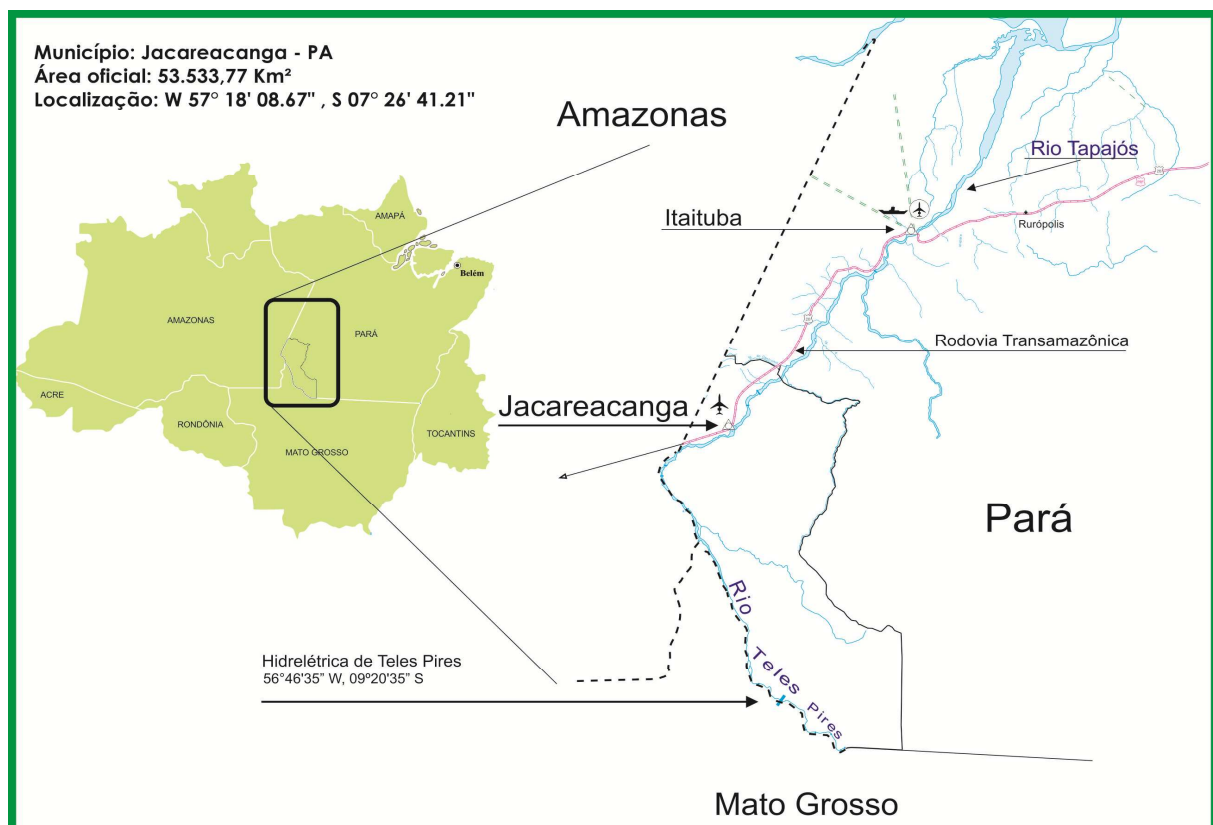 Município: Jacareacanga - PA
Área oficial: 53.533,77 Km²
Localização: W 57° 18' 08.67" , S 07° 26' 41.21"
Amazonas
Rio Tapajós
Itaituba
Rurópolis
AMAPÁ
Belém
AMAZONAS
PARÁ
Rodovia Transamazônica
ACRE
Jacareacanga
RONDÔNIA
TOCANTINS
MATO GROSSO
Pará
Rio Teles Pires
Hidrelétrica de Teles Pires
56°46'35” W, 09º20'35” S
Mato Grosso